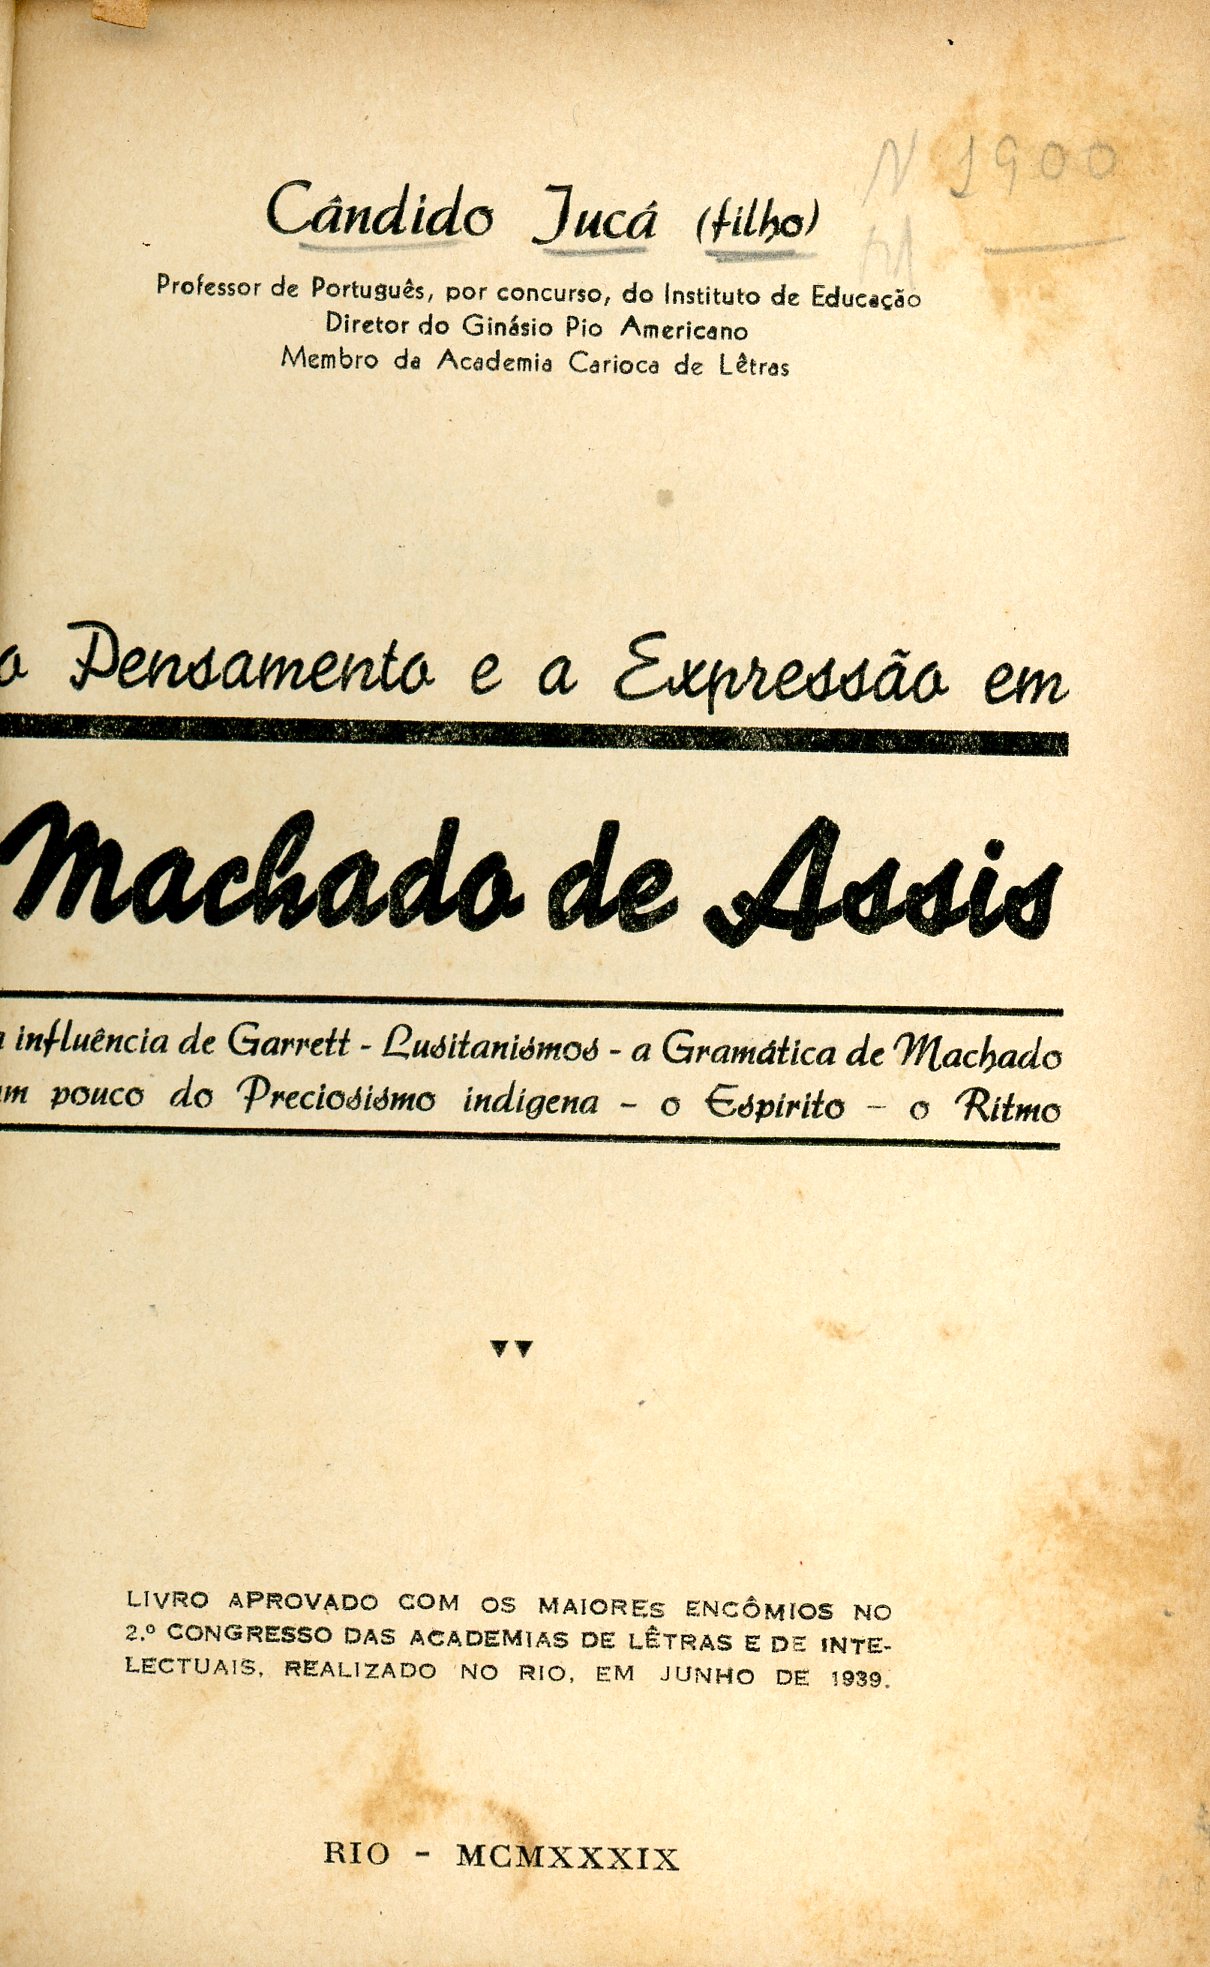 N 1900
Cândido Jucá (filho)
Professor de Português, por concurso, do Instituto de Educação
Diretor do Ginásio Pio Americano
Membro da Academia Carioca de Lêtras
o Pensamento e a Expressão em
Machado de Assis
a influência de Garrett - Lusitanismos - a Gramática de Machado
um pouco do Preciosismo indigena - o Espirito - o Ritmo
LIVRO APROVADO COM OS MAIORES ENCÔMIOS NO
2.º CONGRESSO DAS ACADEMIAS DE LÊTRAS E DE INTE-
LECTUAIS, REALIZADO NO RIO, EM JUNHO DE 1939.
RIO - MCMXXXIX